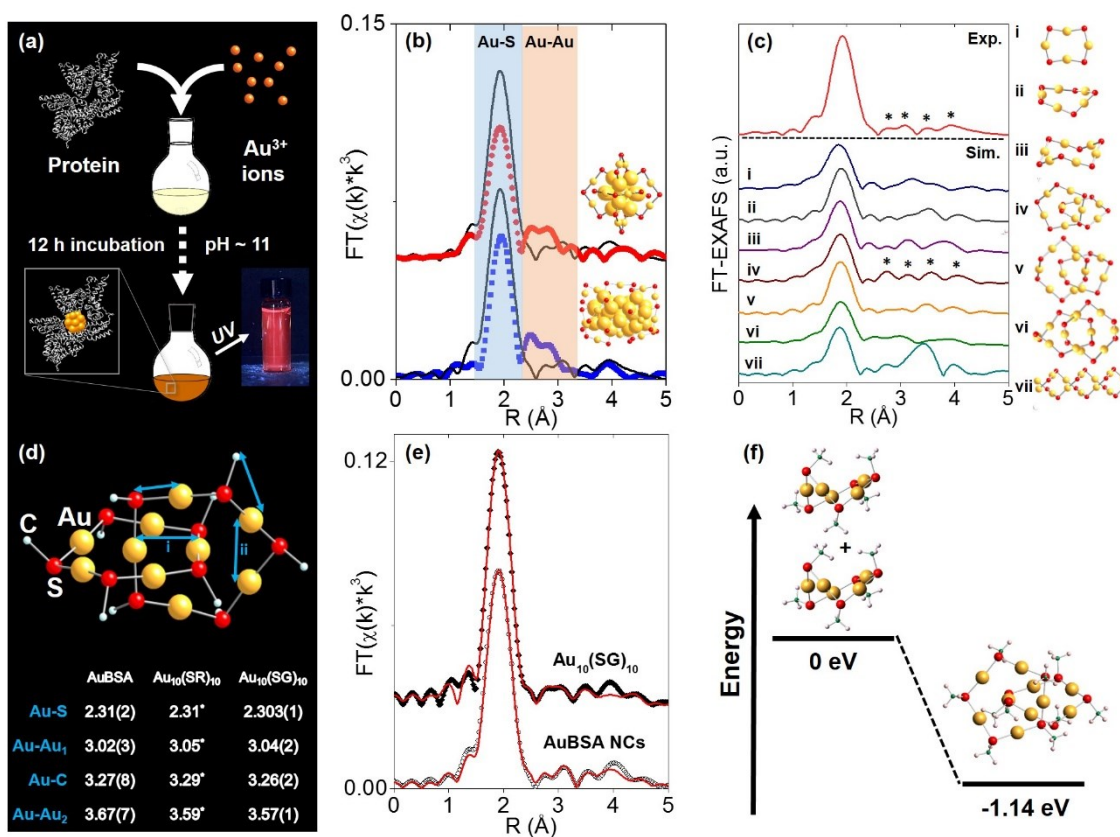 (a)
Protein
Au³⁺
ions
12 h incubation
pH ~ 11
UV
(b)
Au-S
Au-Au
0.15
0.00
FT(χ(k)*k³)
0 1 2 3 4 5
R (Å)
(c)
Exp.
* * * *
Sim.
i
ii
iii
iv
* * * *
v
vi
vii
FT-EXAFS (a.u.)
0 1 2 3 4 5
R (Å)
i
ii
iii
iv
v
vi
vii
(d)
C
Au
S
i
ii
AuBSA Au₁₀(SR)₁₀ Au₁₀(SG)₁₀
Au-S 2.31(2) 2.31* 2.303(1)
Au-Au₁ 3.02(3) 3.05* 3.04(2)
Au-C 3.27(8) 3.29* 3.26(2)
Au-Au₂ 3.67(7) 3.59* 3.57(1)
(e)
0.12
0.00
FT(χ(k)*k³)
Au₁₀(SG)₁₀
AuBSA NCs
0 1 2 3 4 5
R (Å)
(f)
Energy
+
0 eV
-1.14 eV